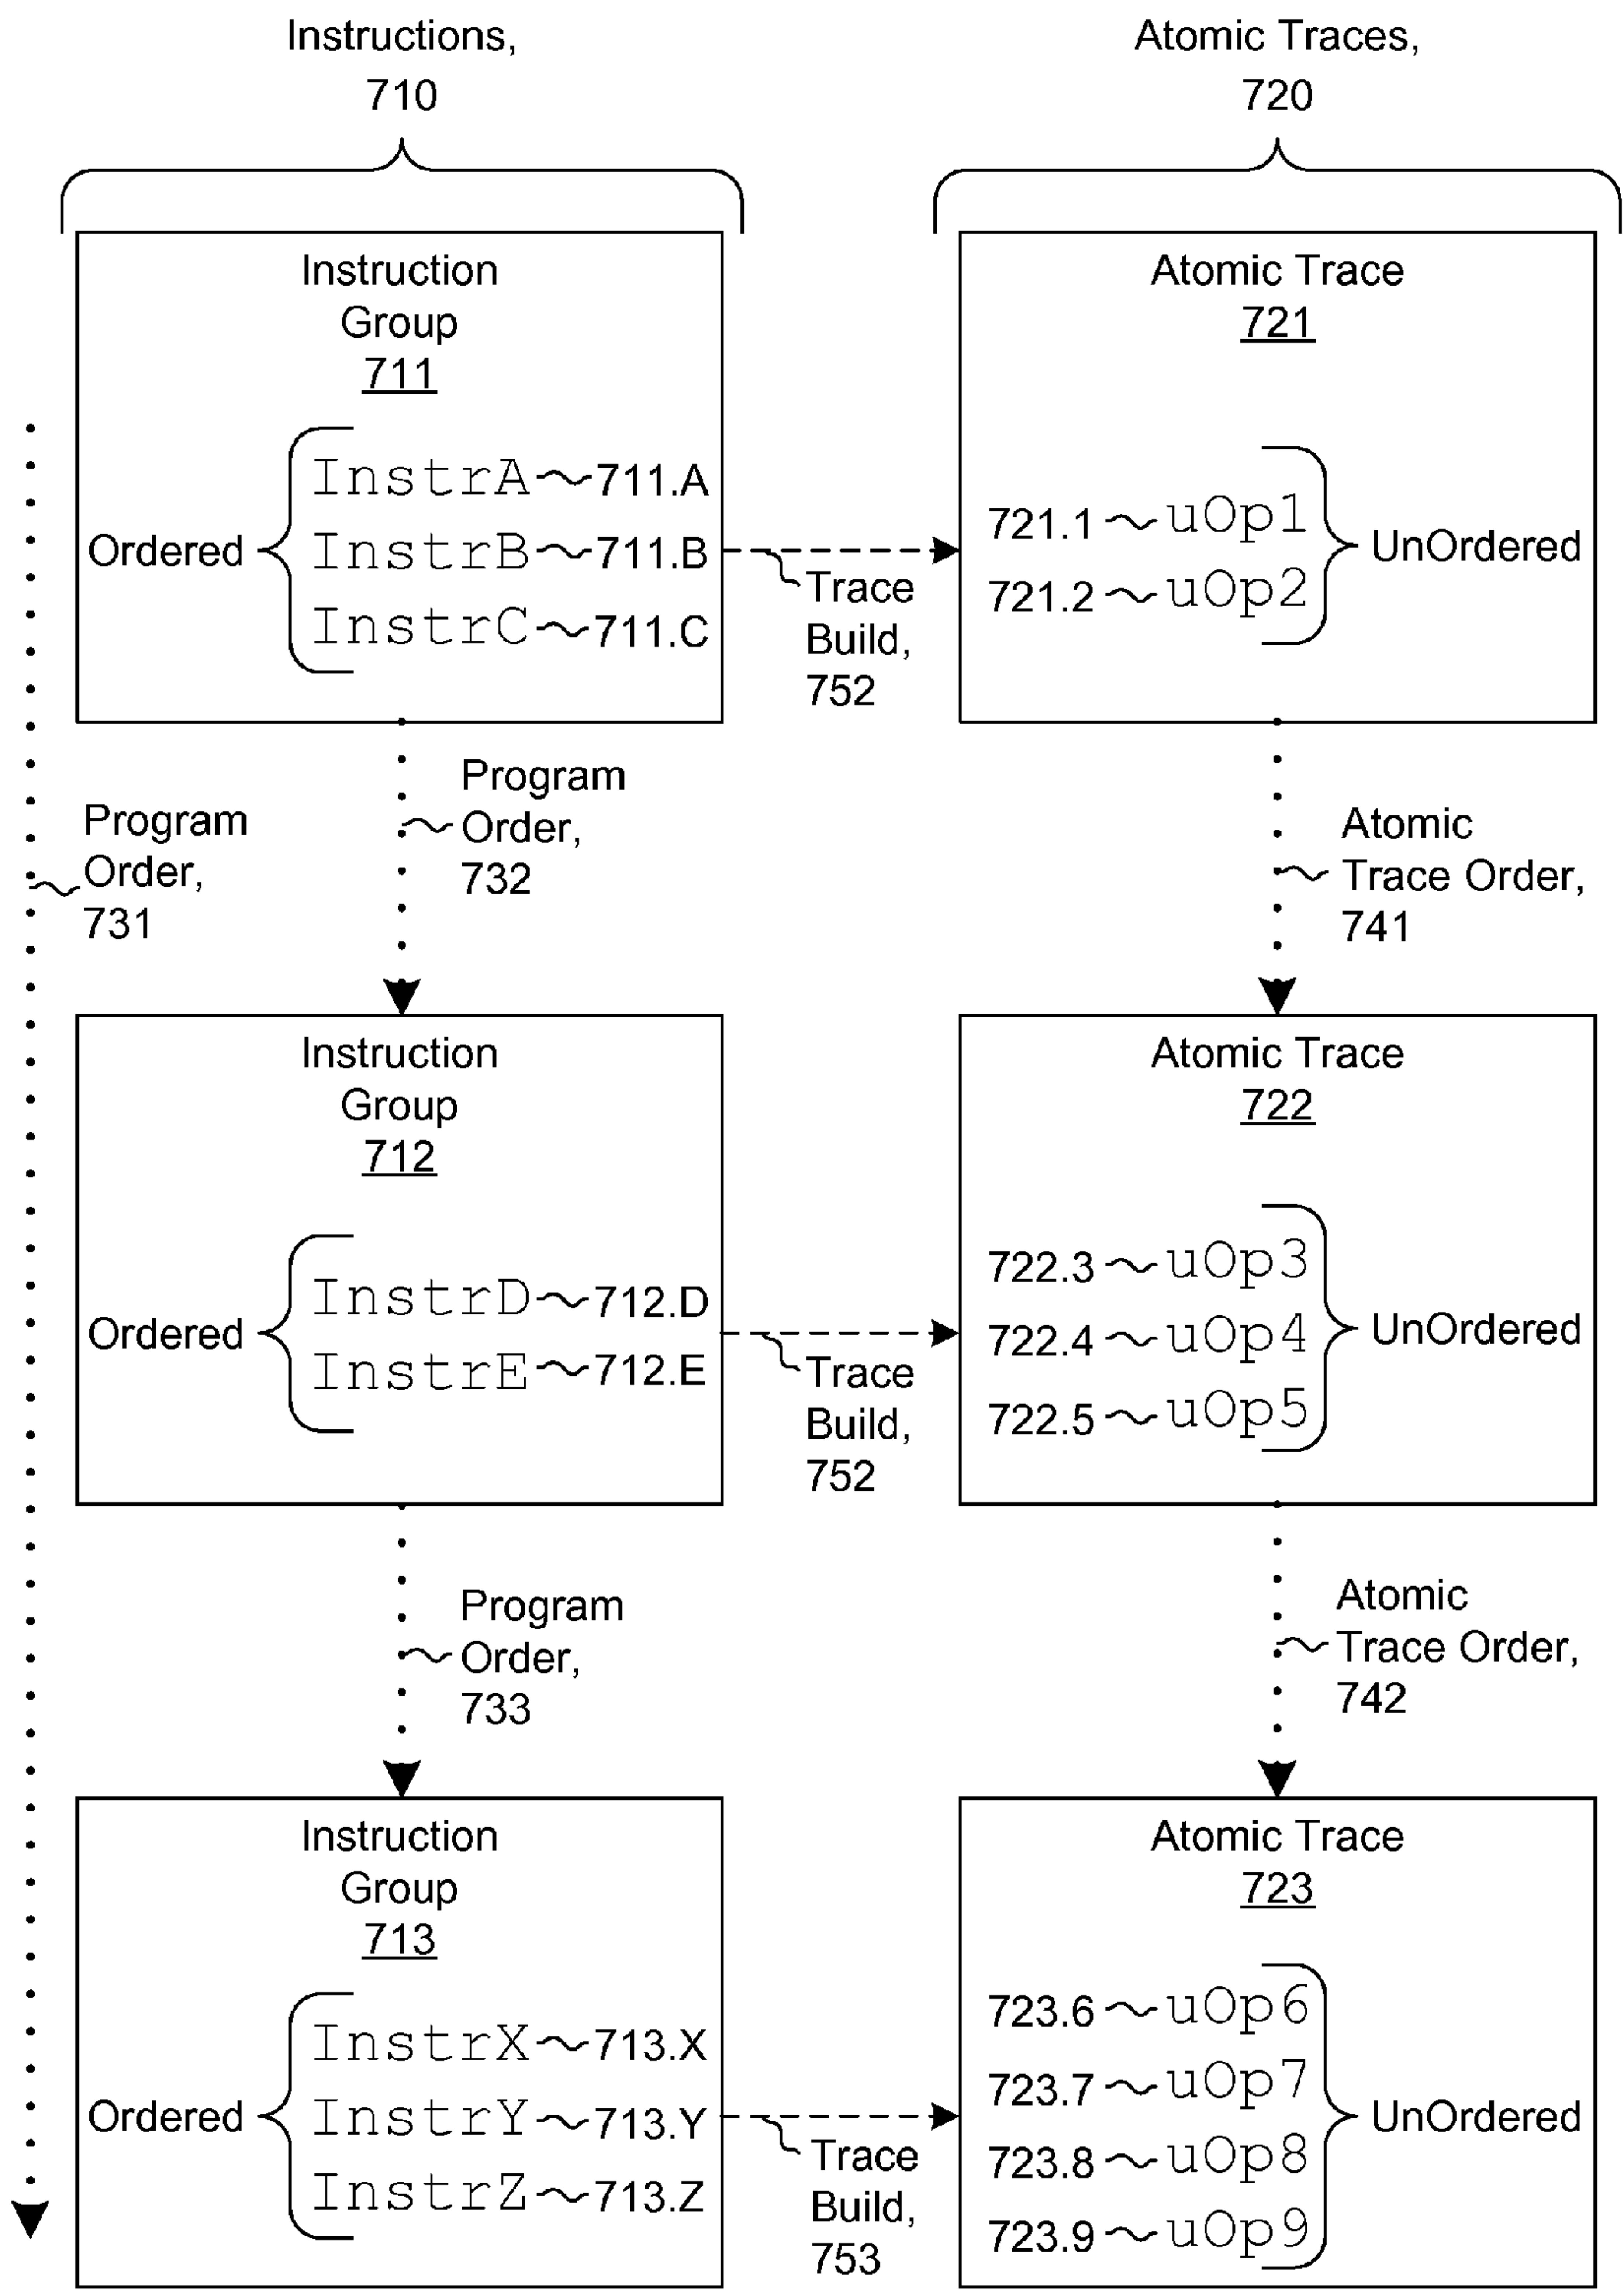 Instructions,
710
Atomic Traces,
720
Instruction
Group
711
Ordered
InstrA 711.A
InstrB 711.B
InstrC 711.C
Trace
Build,
752
Atomic Trace
721
721.1 uOp1
721.2 uOp2
UnOrdered
Program
Order,
731
Program
Order,
732
Atomic
Trace Order,
741
Instruction
Group
712
Ordered
InstrD 712.D
InstrE 712.E
Trace
Build,
752
Atomic Trace
722
722.3 uOp3
722.4 uOp4
722.5 uOp5
UnOrdered
Program
Order,
733
Atomic
Trace Order,
742
Instruction
Group
713
Ordered
InstrX 713.X
InstrY 713.Y
InstrZ 713.Z
Trace
Build,
753
Atomic Trace
723
723.6 uOp6
723.7 uOp7
723.8 uOp8
723.9 uOp9
UnOrdered